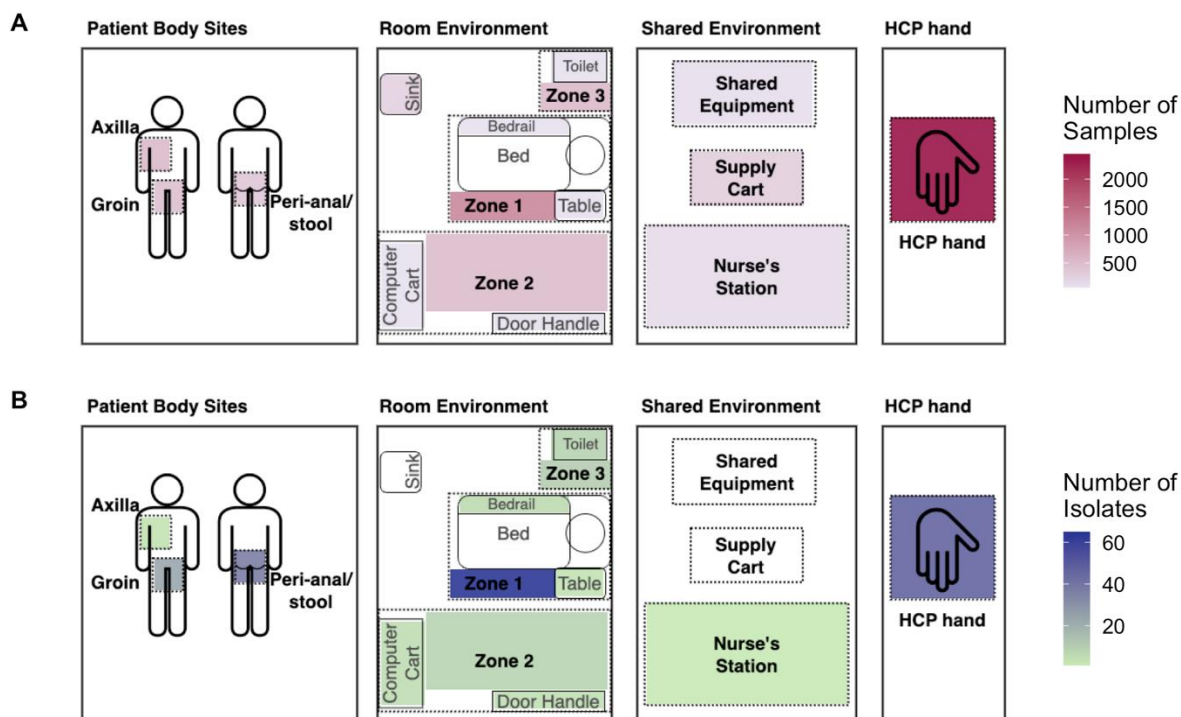 A
Patient Body Sites
Room Environment
Shared Environment
HCP hand
Axilla
Groin
Peri-anal/
stool
Sink
Toilet
Zone 3
Bedrail
Bed
Zone 1
Table
Computer
Cart
Zone 2
Door Handle
Shared
Equipment
Supply
Cart
Nurse's
Station
HCP hand
Number of
Samples
2000
1500
1000
500
B
Patient Body Sites
Room Environment
Shared Environment
HCP hand
Axilla
Groin
Peri-anal/
stool
Sink
Toilet
Zone 3
Bedrail
Bed
Zone 1
Table
Computer
Cart
Zone 2
Door Handle
Shared
Equipment
Supply
Cart
Nurse's
Station
HCP hand
Number of
Isolates
60
40
20